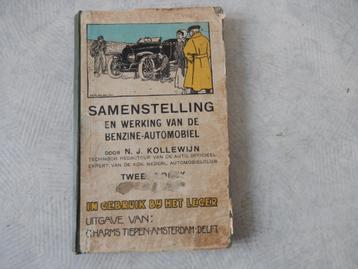 SAMENSTELLING
EN WERKING VAN DE
BENZINE-AUTOMOBIEL
DOOR N. J. KOLLEWIJN
TECHNISCH REDACTEUR VAN DE AUTO, OFFICIEEL
EXPERT VAN DE KON. NEDERL. AUTOMOBIELCLUB
IN GEBRUIK BIJ HET LEGER
UITGAVE VAN:
C. HARMS TIEPEN-AMSTERDAM-DELFT